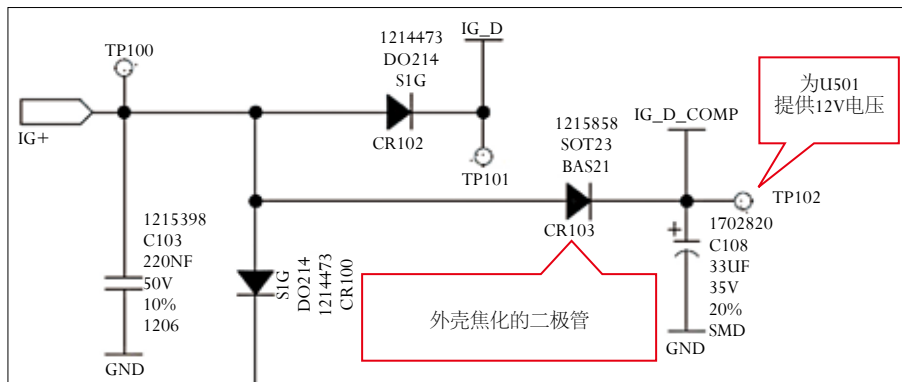 TP100
IG+
1214473
DO214
S1G
CR102
IG_D
TP101
1215858
SOT23
BAS21
CR103
IG_D_COMP
为U501
提供12V电压
TP102
1215398
C103
220NF
50V
10%
1206
GND
S1G
DO214
1214473
CR100
外壳焦化的二极管
+
1702820
C108
33UF
35V
20%
SMD
GND